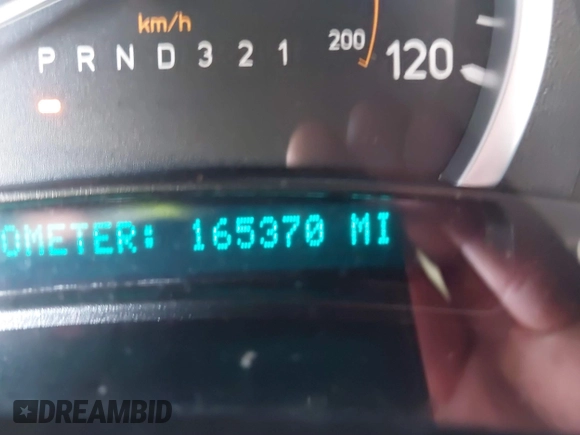 km/h
P R N D 3 2 1
200
120
OMETER: 165370 MI
DREAMBID